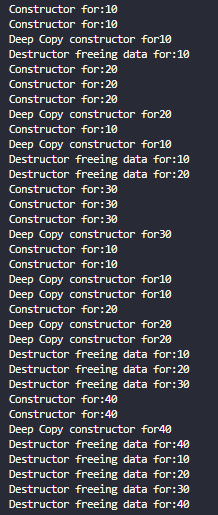 Constructor for:10
Constructor for:10
Deep Copy constructor for10
Destructor freeing data for:10
Constructor for:20
Constructor for:20
Constructor for:20
Deep Copy constructor for20
Constructor for:10
Deep Copy constructor for10
Destructor freeing data for:10
Destructor freeing data for:20
Constructor for:30
Constructor for:30
Constructor for:30
Deep Copy constructor for30
Constructor for:10
Constructor for:10
Deep Copy constructor for10
Deep Copy constructor for10
Constructor for:20
Deep Copy constructor for20
Deep Copy constructor for20
Destructor freeing data for:10
Destructor freeing data for:20
Destructor freeing data for:30
Constructor for:40
Constructor for:40
Deep Copy constructor for40
Destructor freeing data for:40
Destructor freeing data for:10
Destructor freeing data for:20
Destructor freeing data for:30
Destructor freeing data for:40